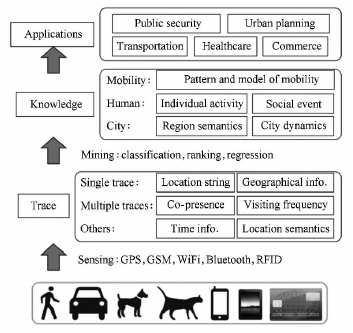 Applications
Public security Urban planning
Transportation Healthcare Commerce
Knowledge
Mobility: Pattern and model of mobility
Human: Individual activity Social event
City: Region semantics City dynamics
Mining: classification, ranking, regression
Trace
Single trace: Location string Geographical info.
Multiple traces: Co-presence Visiting frequency
Others: Time info. Location semantics
Sensing: GPS, GSM, WiFi, Bluetooth, RFID